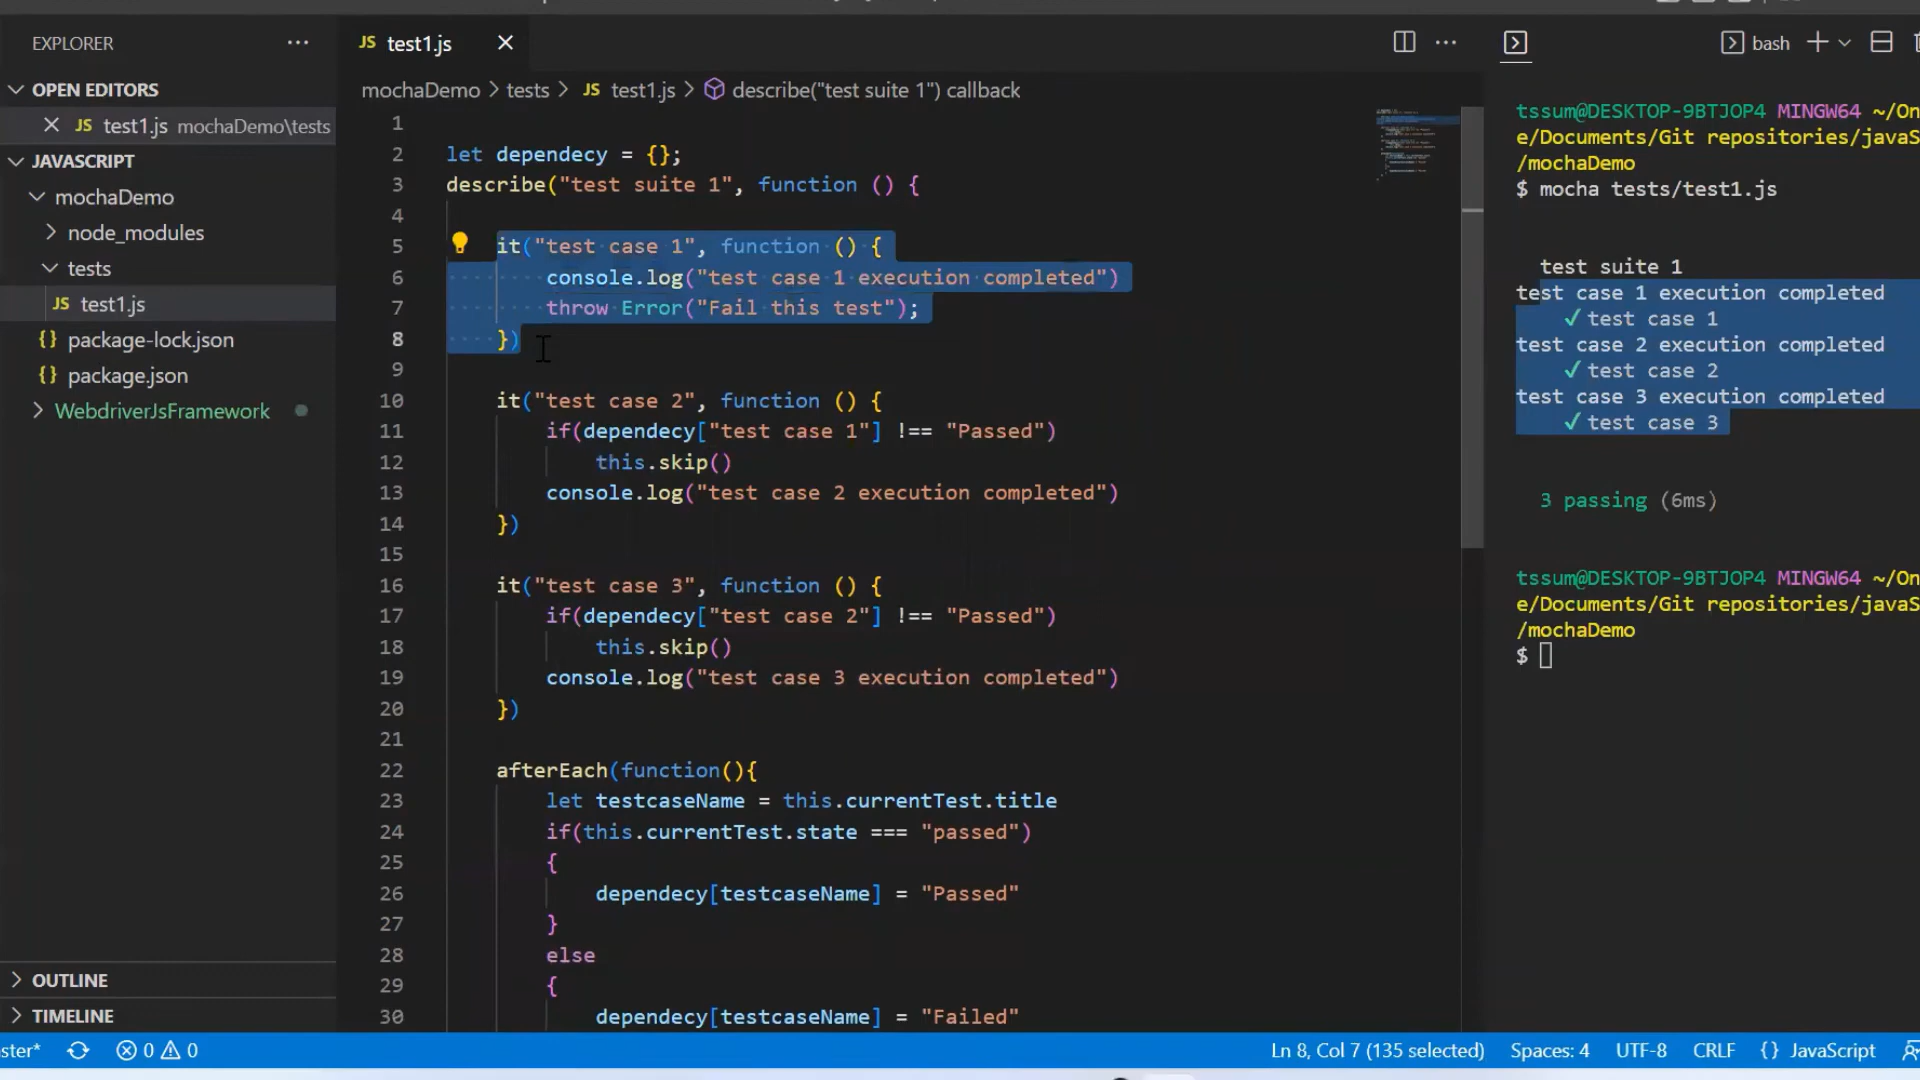 EXPLORER
OPEN EDITORS
JS test1.js mochaDemo\tests
JAVASCRIPT
mochaDemo
node_modules
tests
JS test1.js
{} package-lock.json
{} package.json
WebdriverJsFramework
OUTLINE
TIMELINE
JS test1.js
mochaDemo > tests > JS test1.js > describe("test suite 1") callback
1
2 let dependecy = {};
3 describe("test suite 1", function () {
4
5 it("test case 1", function () {
6 console.log("test case 1 execution completed")
7 throw Error("Fail this test");
8 })
9
10 it("test case 2", function () {
11 if(dependecy["test case 1"] !== "Passed")
12 this.skip()
13 console.log("test case 2 execution completed")
14 })
15
16 it("test case 3", function () {
17 if(dependecy["test case 2"] !== "Passed")
18 this.skip()
19 console.log("test case 3 execution completed")
20 })
21
22 afterEach(function(){
23 let testcaseName = this.currentTest.title
24 if(this.currentTest.state === "passed")
25 {
26 dependecy[testcaseName] = "Passed"
27 }
28 else
29 {
30 dependecy[testcaseName] = "Failed"
bash
tssum@DESKTOP-9BTJOP4 MINGW64 ~/On
e/Documents/Git repositories/javaS
/mochaDemo
$ mocha tests/test1.js
test suite 1
test case 1 execution completed
✓ test case 1
test case 2 execution completed
✓ test case 2
test case 3 execution completed
✓ test case 3
3 passing (6ms)
tssum@DESKTOP-9BTJOP4 MINGW64 ~/On
e/Documents/Git repositories/javaS
/mochaDemo
$
ster* 0 0 Ln 8, Col 7 (135 selected) Spaces: 4 UTF-8 CRLF {} JavaScript